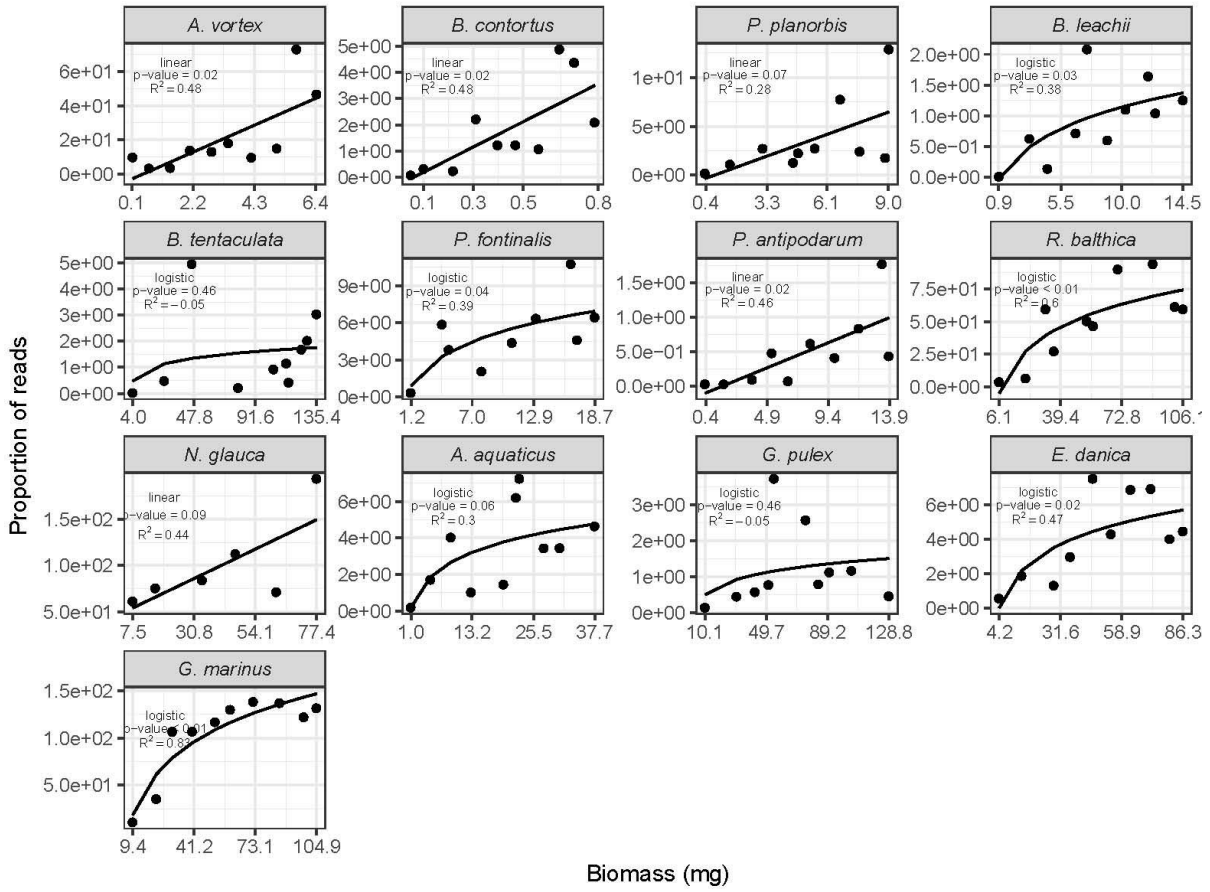 A. vortex
linear
p-value = 0.02
R² = 0.48
6e+01
4e+01
2e+01
0e+00
0.1 2.2 4.3 6.4
B. contortus
linear
p-value = 0.02
R² = 0.48
5e+00
4e+00
3e+00
2e+00
1e+00
0e+00
0.1 0.3 0.5 0.8
P. planorbis
linear
p-value = 0.07
R² = 0.28
1e+01
5e+00
0e+00
0.4 3.3 6.1 9.0
B. leachii
logistic
p-value = 0.03
R² = 0.38
2.0e+00
1.5e+00
1.0e+00
5.0e-01
0.0e+00
0.9 5.5 10.0 14.5
B. tentaculata
logistic
p-value = 0.46
R² = −0.05
5e+00
4e+00
3e+00
2e+00
1e+00
0e+00
4.0 47.8 91.6 135.4
P. fontinalis
logistic
p-value = 0.04
R² = 0.39
9e+00
6e+00
3e+00
0e+00
1.2 7.0 12.9 18.7
P. antipodarum
linear
p-value = 0.02
R² = 0.46
1.5e+00
1.0e+00
5.0e-01
0.0e+00
0.4 4.9 9.4 13.9
R. balthica
logistic
p-value < 0.01
R² = 0.6
7.5e+01
5.0e+01
2.5e+01
0.0e+00
6.1 39.4 72.8 106.
N. glauca
linear
p-value = 0.09
R² = 0.44
1.5e+02
1.0e+02
5.0e+01
7.5 30.8 54.1 77.4
A. aquaticus
logistic
p-value = 0.06
R² = 0.3
6e+00
4e+00
2e+00
0e+00
1.0 13.2 25.5 37.7
G. pulex
logistic
p-value = 0.46
R² = −0.05
3e+00
2e+00
1e+00
0e+00
10.1 49.7 89.2 128.8
E. danica
logistic
p-value = 0.02
R² = 0.47
6e+00
4e+00
2e+00
0e+00
4.2 31.6 58.9 86.3
G. marinus
logistic
p-value < 0.01
R² = 0.83
1.5e+02
1.0e+02
5.0e+01
9.4 41.2 73.1 104.9
Proportion of reads
Biomass (mg)